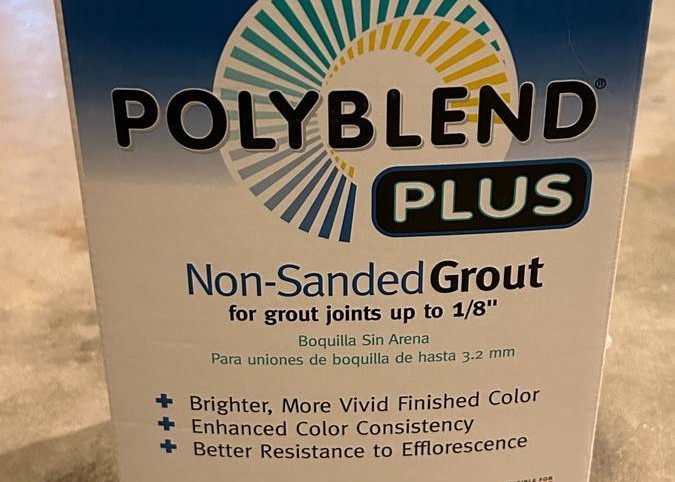 POLYBLEND®
PLUS
Non-Sanded Grout
for grout joints up to 1/8"
Boquilla Sin Arena
Para uniones de boquilla de hasta 3.2 mm
+ Brighter, More Vivid Finished Color
+ Enhanced Color Consistency
+ Better Resistance to Efflorescence